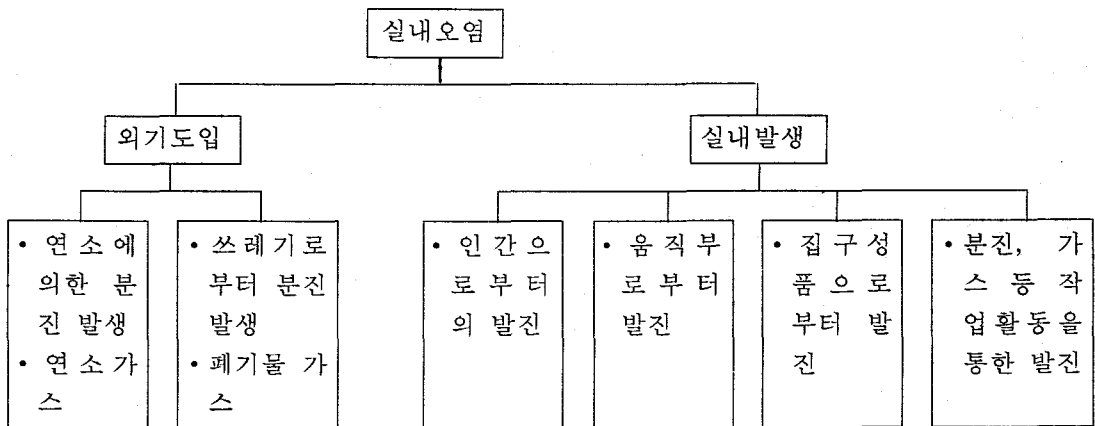 실내오염
외기도입
실내발생
• 연소에
의한 분
진 발생
• 연소가
스
• 쓰레기로
부터 분진
발생
• 폐기물 가
스
• 인간으
로부터
의 발진
• 움직부
로부터
발진
• 집구성
품으로
부터 발
진
• 분진, 가
스 등 작
업활동을
통한 발진